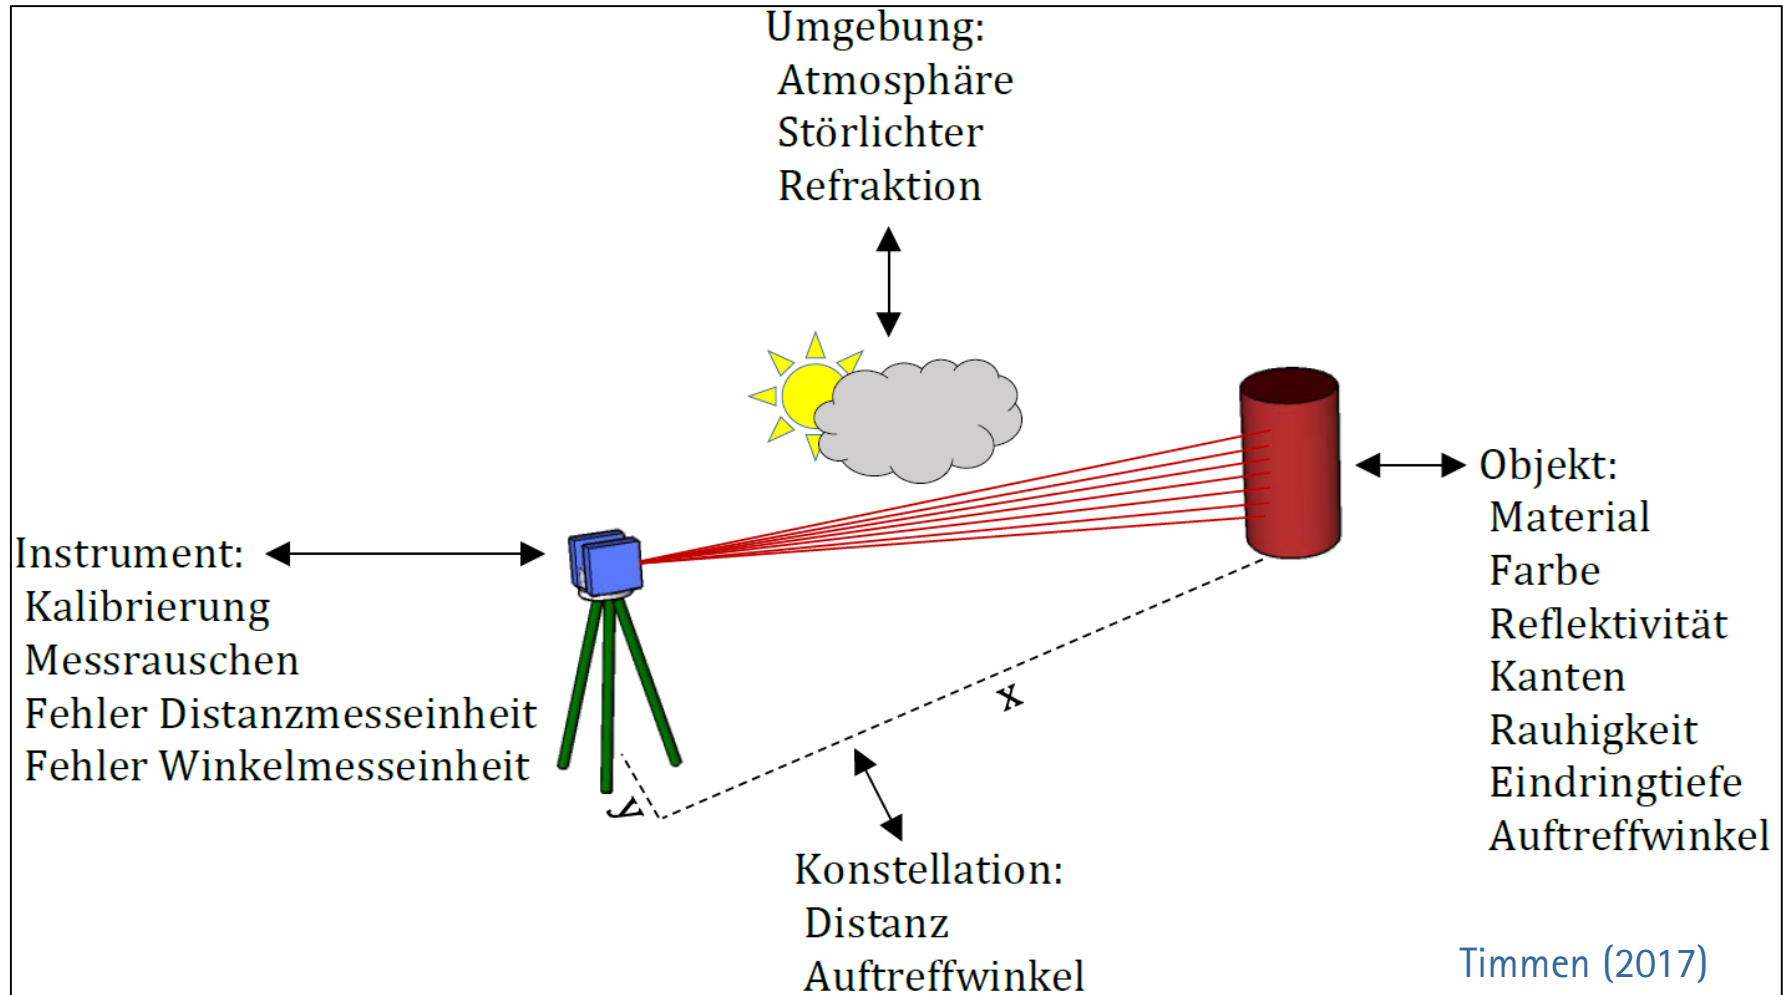 Umgebung:
Atmosphäre
Störlichter
Refraktion
Instrument:
Kalibrierung
Messrauschen
Fehler Distanzmesseinheit
Fehler Winkelmesseinheit
Objekt:
Material
Farbe
Reflektivität
Kanten
Rauhigkeit
Eindringtiefe
Auftreffwinkel
x
y
Konstellation:
Distanz
Auftreffwinkel
Timmen (2017)